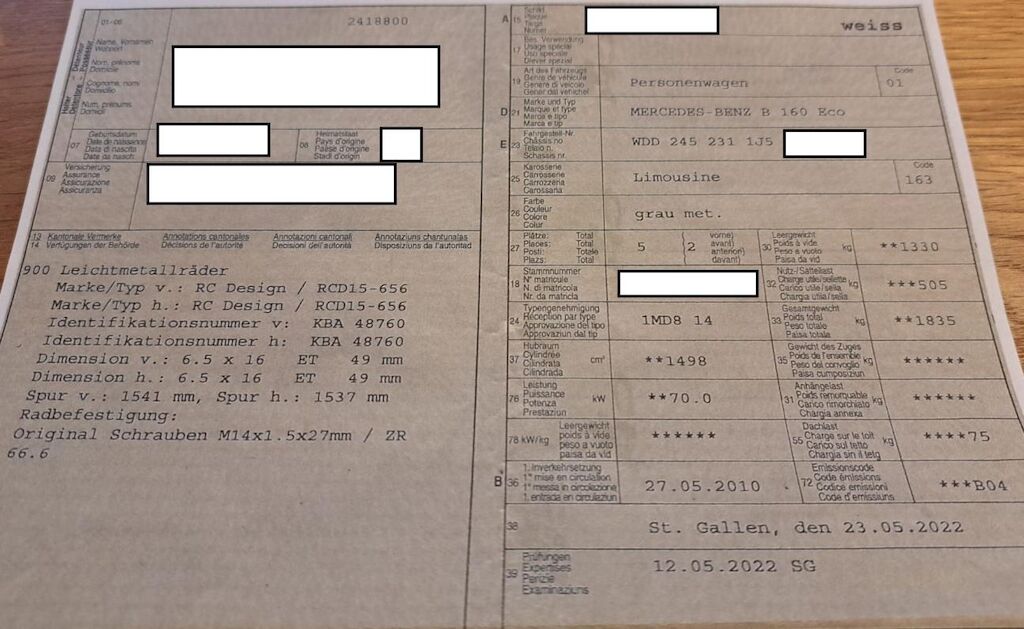 01-06
2418800
Name, Vornamen
Wohnort
Nom, prénoms
Domicile
Cognome, nomi
Domicilio
Num, prenums
Domicil
07
Geburtsdatum
Date de naissance
Data di nascita
Data da nasch.
08
Heimatstaat
Pays d'origine
Paese d'origine
Stadi d'origin
09
Versicherung
Assurance
Assicurazione
Assicuranza
13 Kantonale Vermerke Annotations cantonales Annotazioni cantonali Annotaziuns chantunalas
14 Verfügungen der Behörde Décisions de l'autorité Decisioni dell'autorità Disposiziuns da l'autoritad
900 Leichtmetallräder
Marke/Typ v.: RC Design / RCD15-656
Marke/Typ h.: RC Design / RCD15-656
Identifikationsnummer v: KBA 48760
Identifikationsnummer h: KBA 48760
Dimension v.: 6.5 x 16 ET 49 mm
Dimension h.: 6.5 x 16 ET 49 mm
Spur v.: 1541 mm, Spur h.: 1537 mm
Radbefestigung:
Original Schrauben M14x1.5x27mm / ZR
66.6
A 15
Schild
Plaque
Targa
Numer
weiss
17
Bes. Verwendung
Usage spécial
Uso speciale
Diever spezial
19
Art des Fahrzeugs
Genre de véhicule
Genere di veicolo
Gener dal vehichel
Personenwagen
Code
01
D 21
Marke und Typ
Marque et type
Marca e tipo
Marca e tip
MERCEDES-BENZ B 160 Eco
E 23
Fahrgestell-Nr.
Châssis no
Telaio n.
Schassis nr.
WDD 245 231 1J5
25
Karosserie
Carrosserie
Carrozzeria
Carossaria
Limousine
Code
163
26
Farbe
Couleur
Colore
Colur
grau met.
27
Plätze: Total
Places: Total
Posti: Totale
Plazs: Total
5
(2
vorne)
avant)
anteriori)
davant)
30
Leergewicht
Poids à vide
Peso a vuoto
Paisa da vid
kg
**1330
18
Stammnummer
N° matricule
N. di matricola
Nr. da matricla
32
Nutz-/Sattellast
Charge utile/sellette
Carico utile/sella
Chargia utila/sella
kg
***505
24
Typengenehmigung
Réception par type
Approvazione del tipo
Approvaziun dal tip
1MD8 14
33
Gesamtgewicht
Poids total
Peso totale
Paisa totala
kg
**1835
37
Hubraum
Cylindrée
Cilindrata
Cilindrada
cm³
**1498
35
Gewicht des Zuges
Poids de l'ensemble
Peso del convoglio
Paisa cumposiziun
kg
******
76
Leistung
Puissance
Potenza
Prestaziun
kW
**70.0
31
Anhängelast
Poids remorquable
Carico rimorchiato
Chargia annexa
kg
******
78 kW/kg
Leergewicht
poids à vide
peso a vuoto
paisa da vid
******
55
Dachlast
Charge sur le toit
Carico sul tetto
Chargia sin il tetg
kg
****75
B 36
1. Inverkehrsetzung
1re mise en circulation
1a messa in circolazione
1. entrada en circulaziun
27.05.2010
72
Emissionscode
Code émissions
Codice emissioni
Code d'emissiuns
***B04
38
St. Gallen, den 23.05.2022
39
Prüfungen
Expertises
Perizie
Examinaziuns
12.05.2022 SG